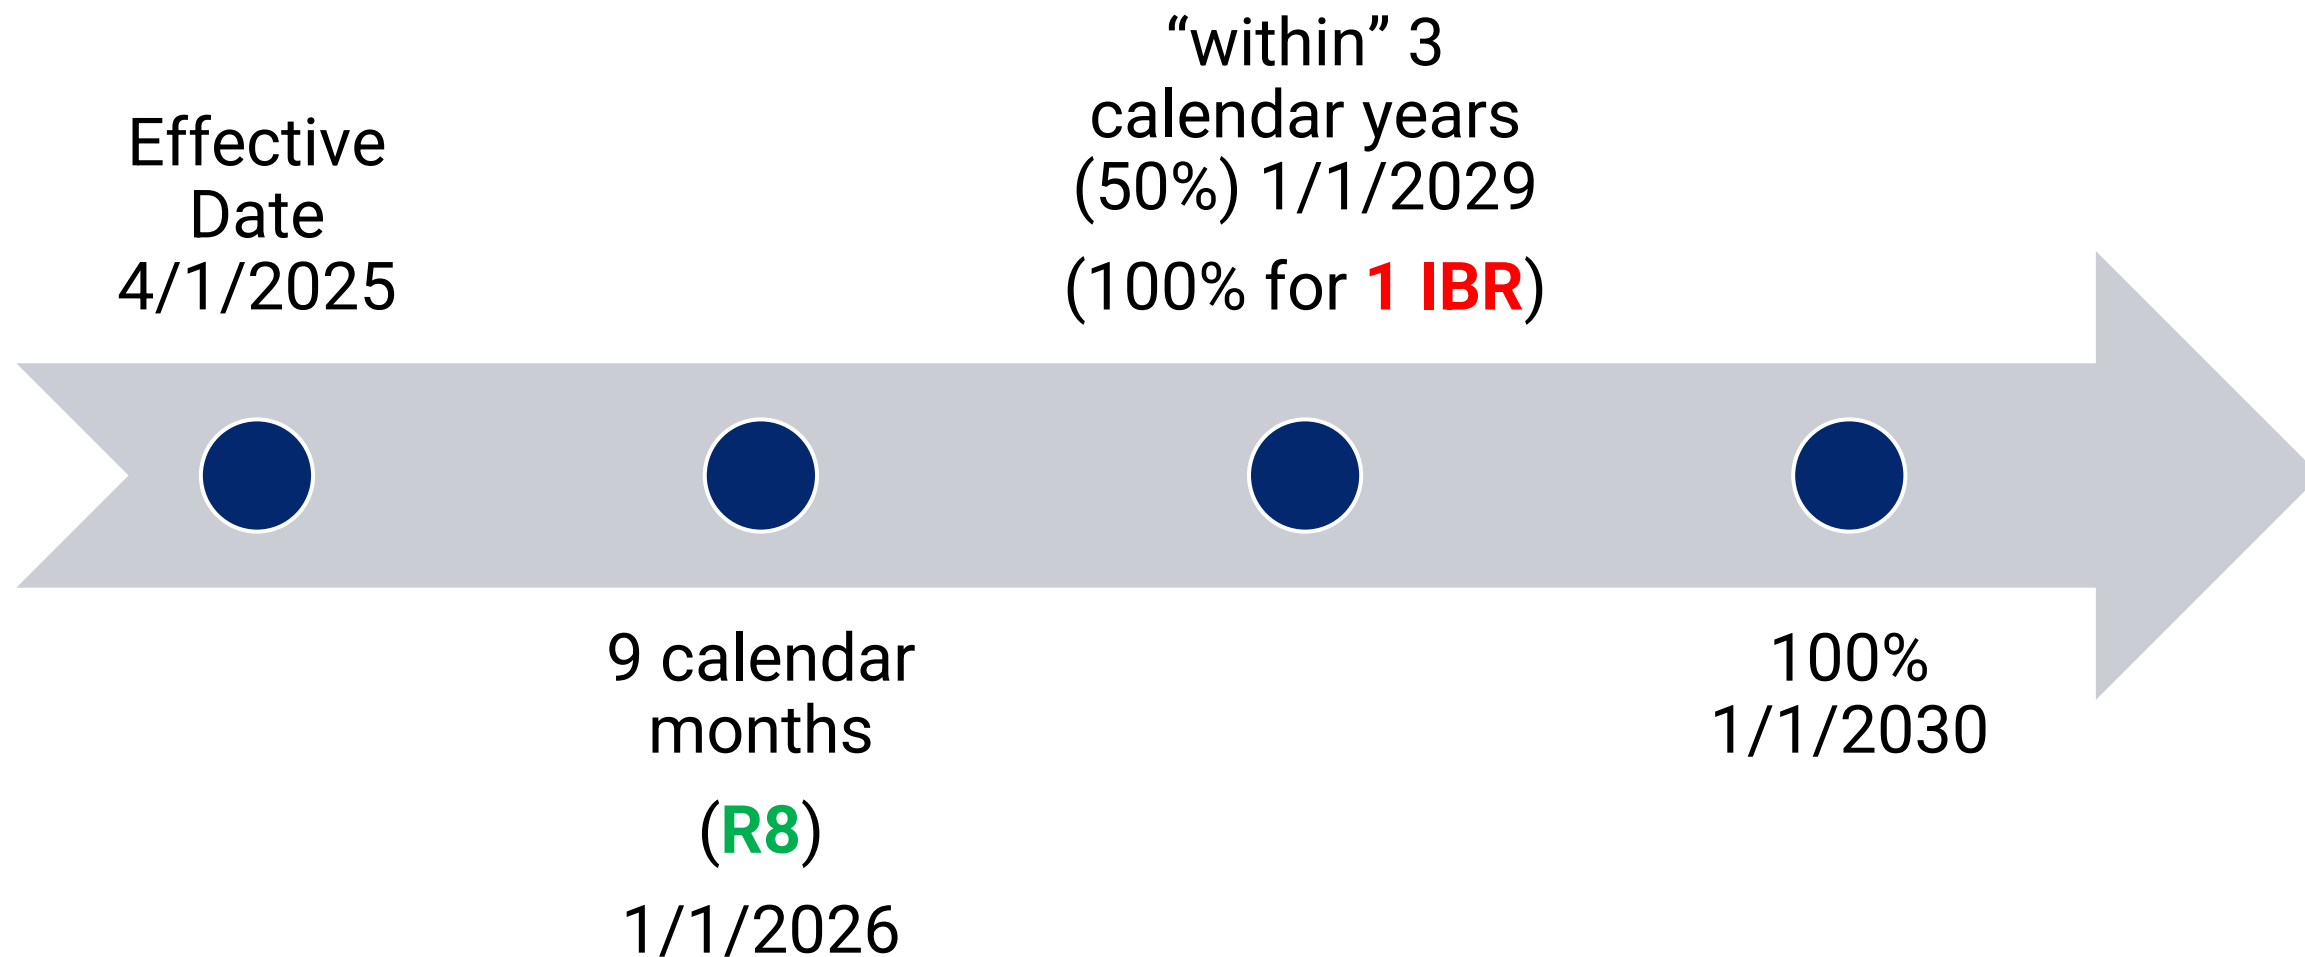 Effective
Date
4/1/2025
9 calendar
months
(R8)
1/1/2026
“within” 3
calendar years
(50%) 1/1/2029
(100% for 1 IBR)
100%
1/1/2030